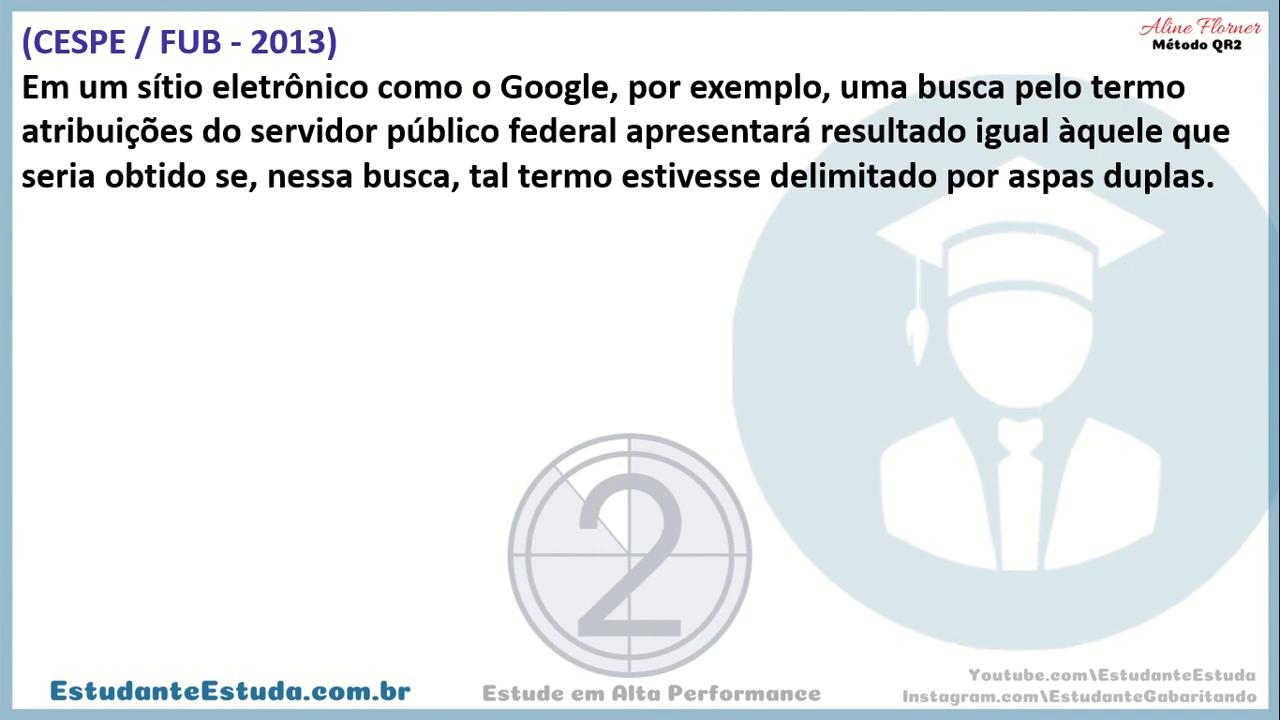 (CESPE / FUB - 2013)
Aline Florner
Método QR2
Em um sítio eletrônico como o Google, por exemplo, uma busca pelo termo
atribuições do servidor público federal apresentará resultado igual àquele que
seria obtido se, nessa busca, tal termo estivesse delimitado por aspas duplas.
2
EstudanteEstuda.com.br
Estude em Alta Performance
Youtube.com\EstudanteEstuda
Instagram.com\EstudanteGabaritando